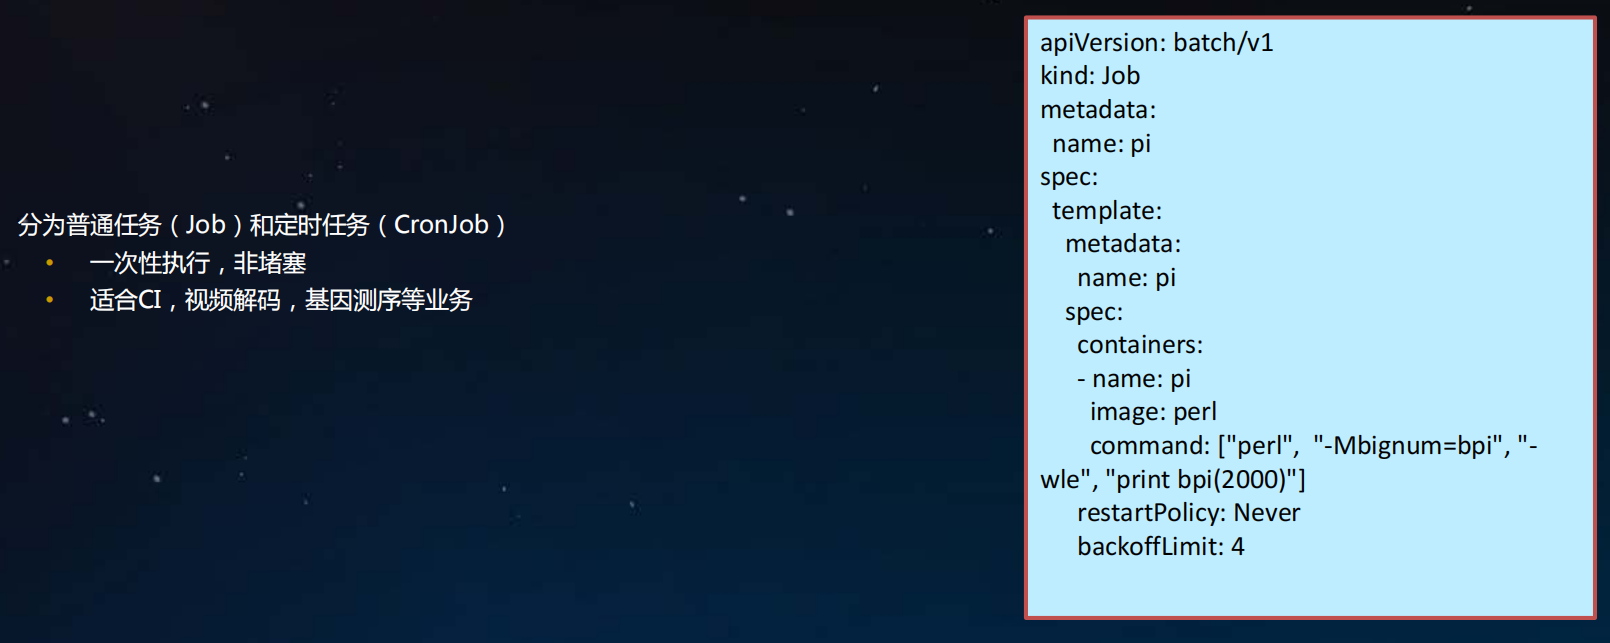 分为普通任务（Job）和定时任务（CronJob）
• 一次性执行，非堵塞
• 适合CI，视频解码，基因测序等业务
apiVersion: batch/v1
kind: Job
metadata:
  name: pi
spec:
  template:
    metadata:
      name: pi
    spec:
      containers:
      - name: pi
        image: perl
        command: ["perl",  "-Mbignum=bpi", "-
wle", "print bpi(2000)"]
      restartPolicy: Never
      backoffLimit: 4